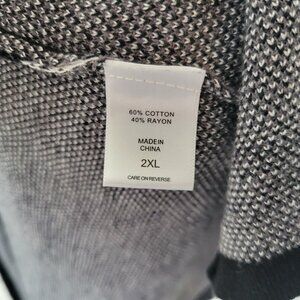 60% COTTON
40% RAYON
MADE IN
CHINA
2XL
CARE ON REVERSE